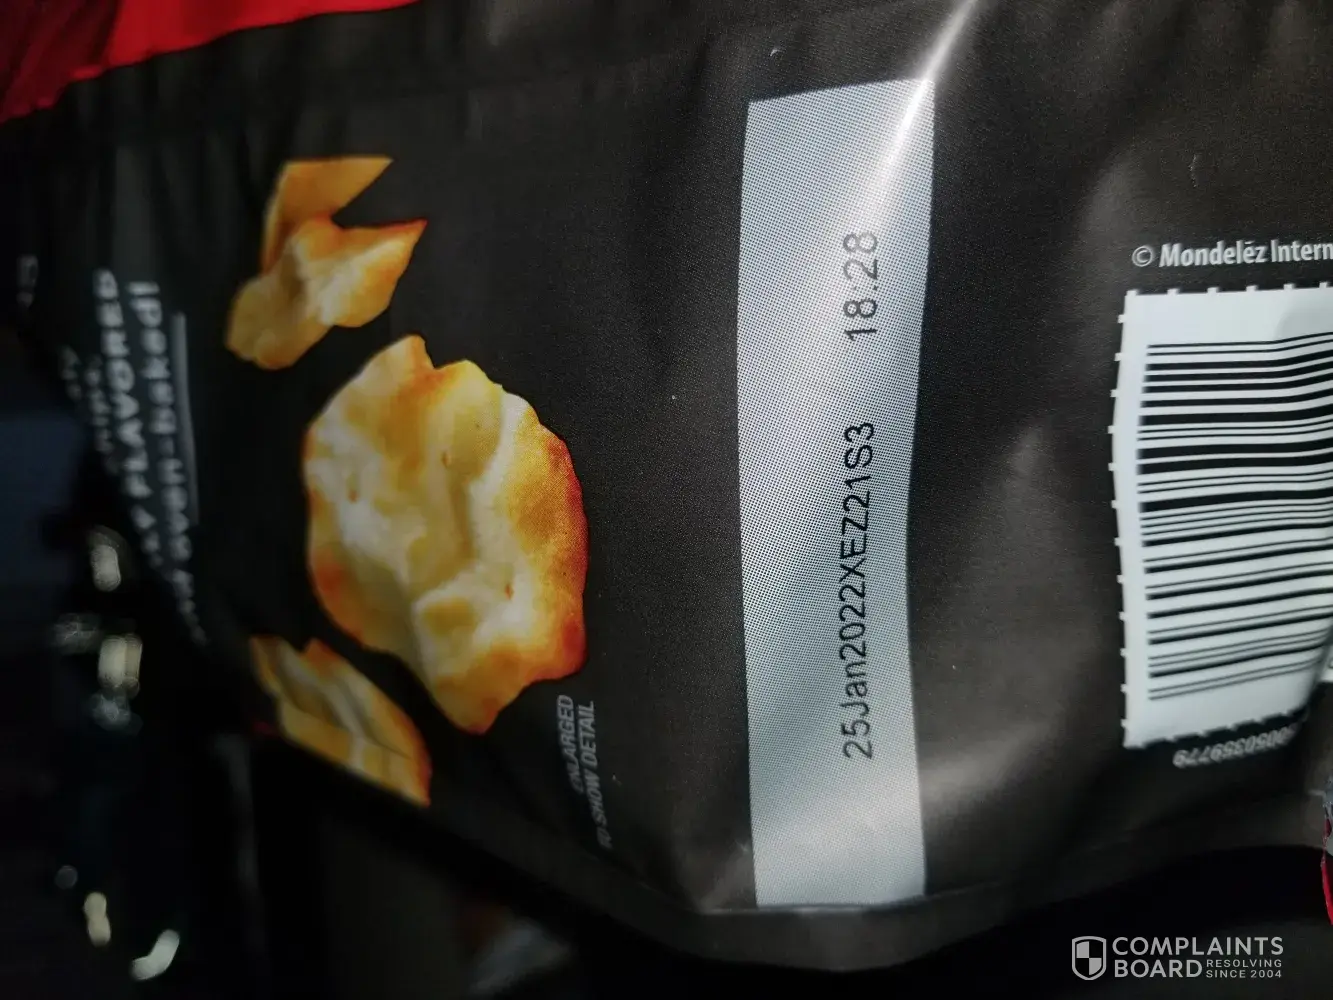 FLAVORED
oven-baked!
ENLARGED
TO SHOW DETAIL
25Jan2022XEZ21S3 18:28
© Mondelēz Intern
COMPLAINTS
BOARD RESOLVING
SINCE 2004